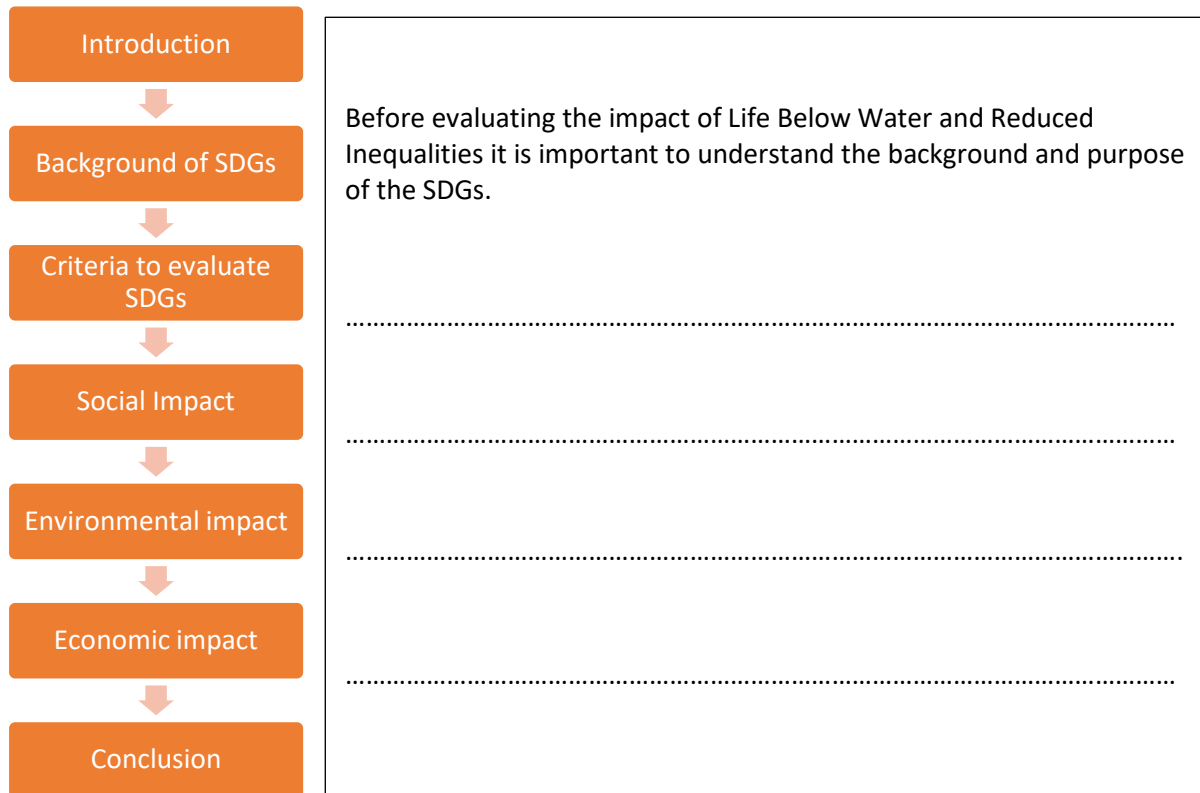 Introduction
Background of SDGs
Criteria to evaluate
SDGs
Social Impact
Environmental impact
Economic impact
Conclusion
Before evaluating the impact of Life Below Water and Reduced
Inequalities it is important to understand the background and purpose
of the SDGs.
……………………………………………………………………………………………………………
……………………………………………………………………………………………………………
…………………………………………………………………………………………………………….
……………………………………………………………………………………………………………